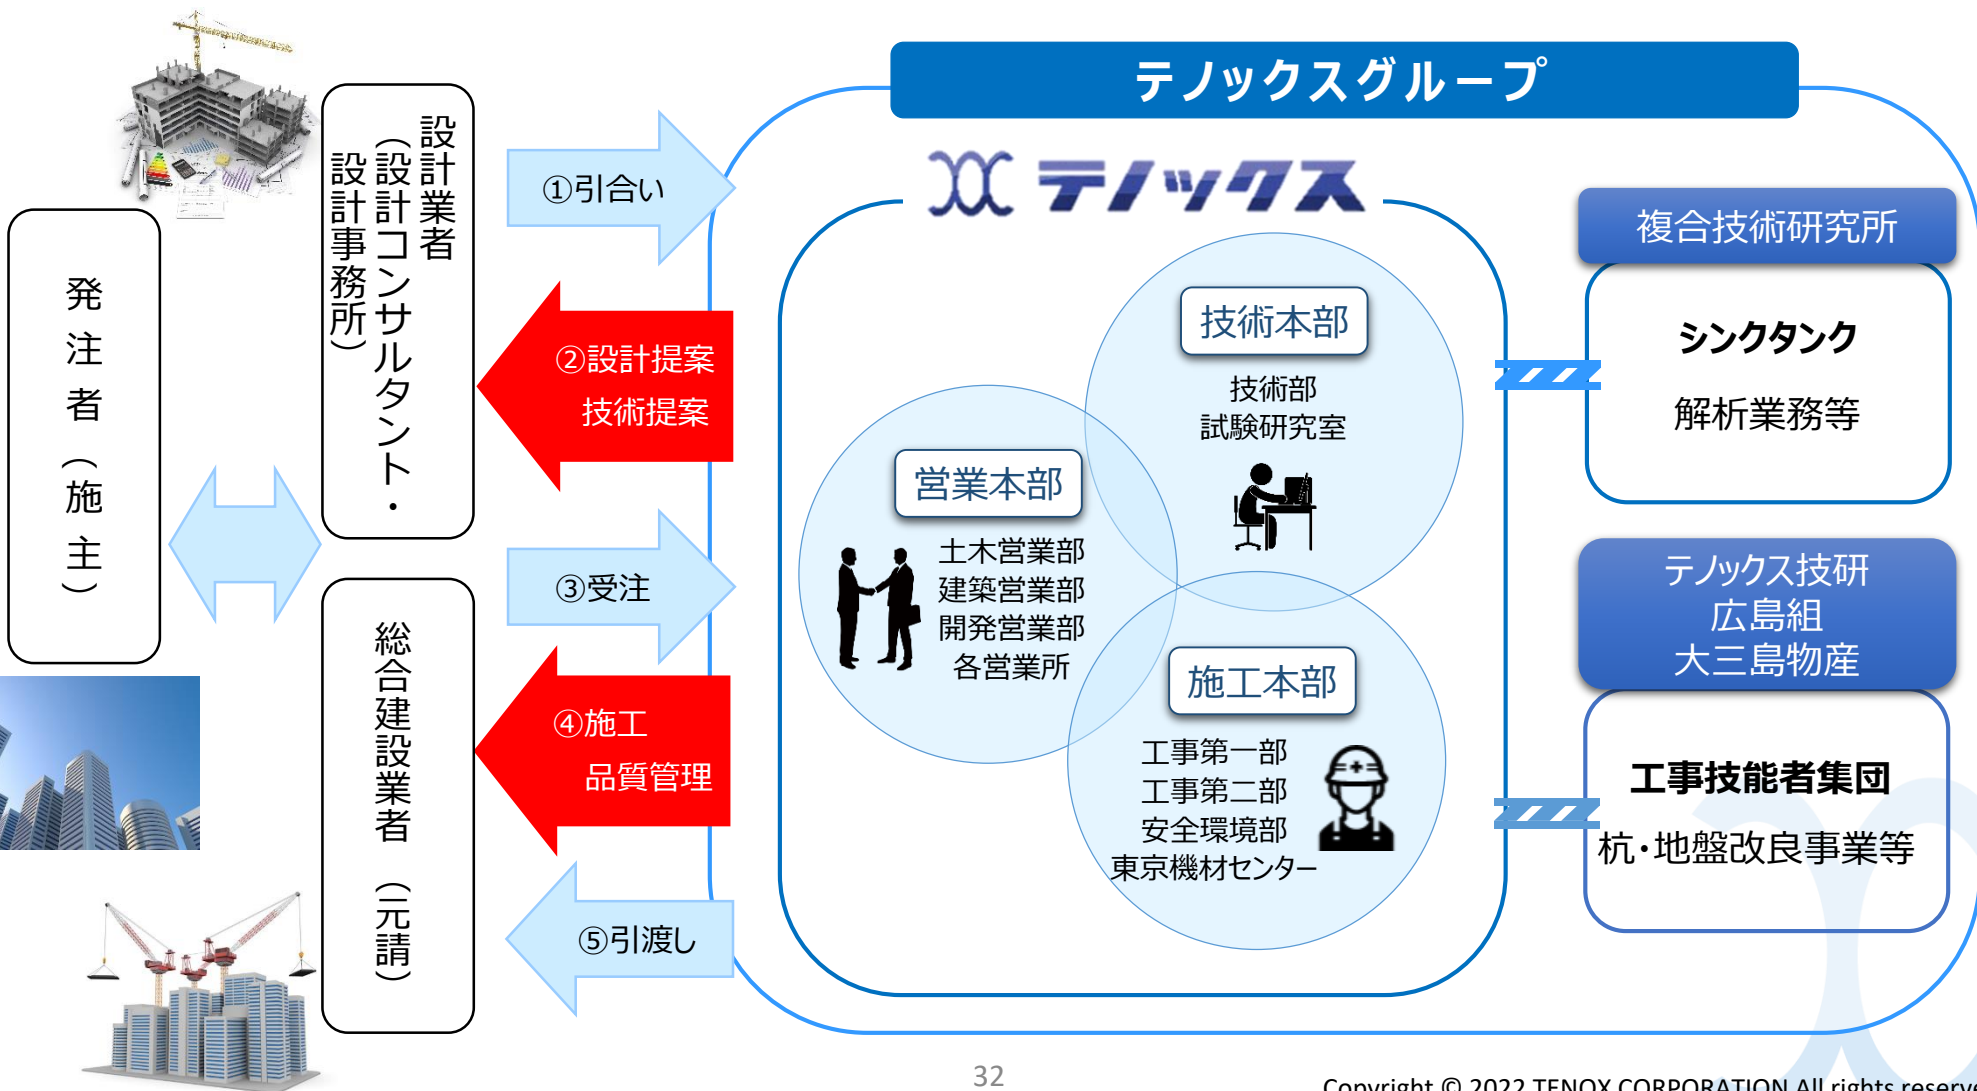 テノックスグループ
テノックス
発注者（施主）
設計業者
（設計コンサルタント・
設計事務所）
総合建設業者　（元請）
①引合い
②設計提案
技術提案
③受注
④施工
品質管理
⑤引渡し
技術本部
技術部
試験研究室
営業本部
土木営業部
建築営業部
開発営業部
各営業所
施工本部
工事第一部
工事第二部
安全環境部
東京機材センター
複合技術研究所
シンクタンク
解析業務等
テノックス技研
広島組
大三島物産
工事技能者集団
杭・地盤改良事業等
32
Copyright © 2022 TENOX CORPORATION All rights reserve